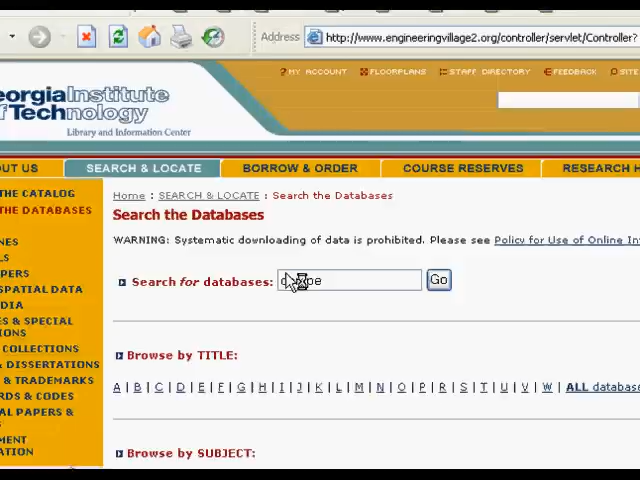 Address http://www.engineeringvillage2.org/controller/servlet/Controller?
MY ACCOUNT FLOORPLANS STAFF DIRECTORY FEEDBACK
eorgiaInstitute
of Technology
Library and Information Center
OUT US SEARCH & LOCATE BORROW & ORDER COURSE RESERVES RESEARCH H
THE CATALOG
THE DATABASES
NES
LS
PERS
SPATIAL DATA
DIA
ES & SPECIAL
IONS
COLLECTIONS
& DISSERTATIONS
& TRADEMARKS
RDS & CODES
AL PAPERS &
MENT
ATION
Home : SEARCH & LOCATE : Search the Databases
Search the Databases
WARNING: Systematic downloading of data is prohibited. Please see Policy for Use of Online In
Search for databases: Go
Browse by TITLE:
A B C D E F G H I J K L M N O P R S T U V W ALL database
Browse by SUBJECT: